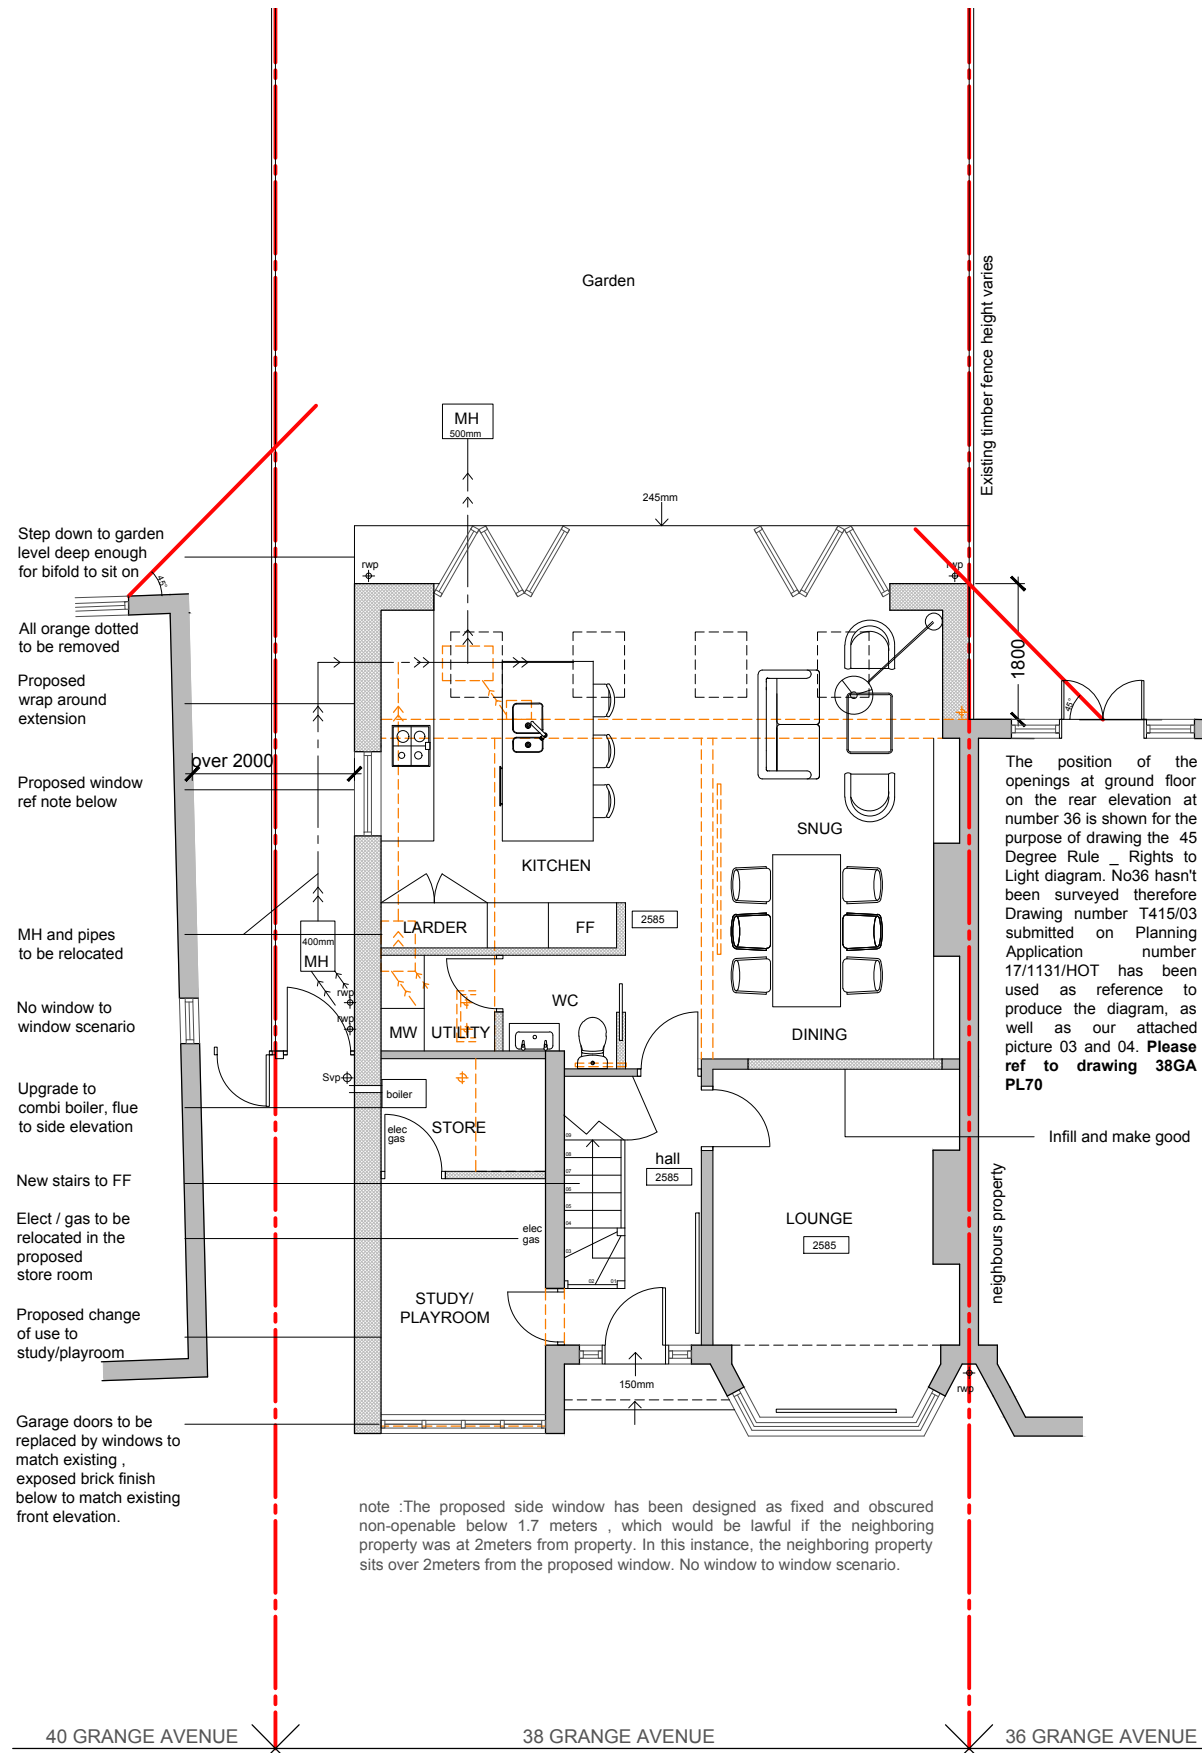 Garden
Existing timber fence height varies
MH
500mm
245mm
Step down to garden
level deep enough
for bifold to sit on
45°
rwp
rwp
All orange dotted
to be removed
1800
45°
Proposed
wrap around
extension
over 2000
Proposed window
ref note below
The position of the
openings at ground floor
on the rear elevation at
number 36 is shown for the
purpose of drawing the 45
Degree Rule _ Rights to
Light diagram. No36 hasn't
been surveyed therefore
Drawing number T415/03
submitted on Planning
Application number
17/1131/HOT has been
used as reference to
produce the diagram, as
well as our attached
picture 03 and 04. Please
ref to drawing 38GA
PL70
SNUG
KITCHEN
LARDER
FF
2585
MH and pipes
to be relocated
400mm
MH
rwp
rwp
WC
No window to
window scenario
MW
UTILITY
DINING
Svp
Upgrade to
combi boiler, flue
to side elevation
boiler
elec
gas
STORE
Infill and make good
hall
2585
09
08
07
06
05
04
03
02
01
New stairs to FF
Elect / gas to be
relocated in the
proposed
store room
elec
gas
LOUNGE
2585
neighbours property
STUDY/
PLAYROOM
Proposed change
of use to
study/playroom
150mm
rwp
Garage doors to be
replaced by windows to
match existing ,
exposed brick finish
below to match existing
front elevation.
note :The proposed side window has been designed as fixed and obscured
non-openable below 1.7 meters , which would be lawful if the neighboring
property was at 2meters from property. In this instance, the neighboring property
sits over 2meters from the proposed window. No window to window scenario.
40 GRANGE AVENUE
38 GRANGE AVENUE
36 GRANGE AVENUE